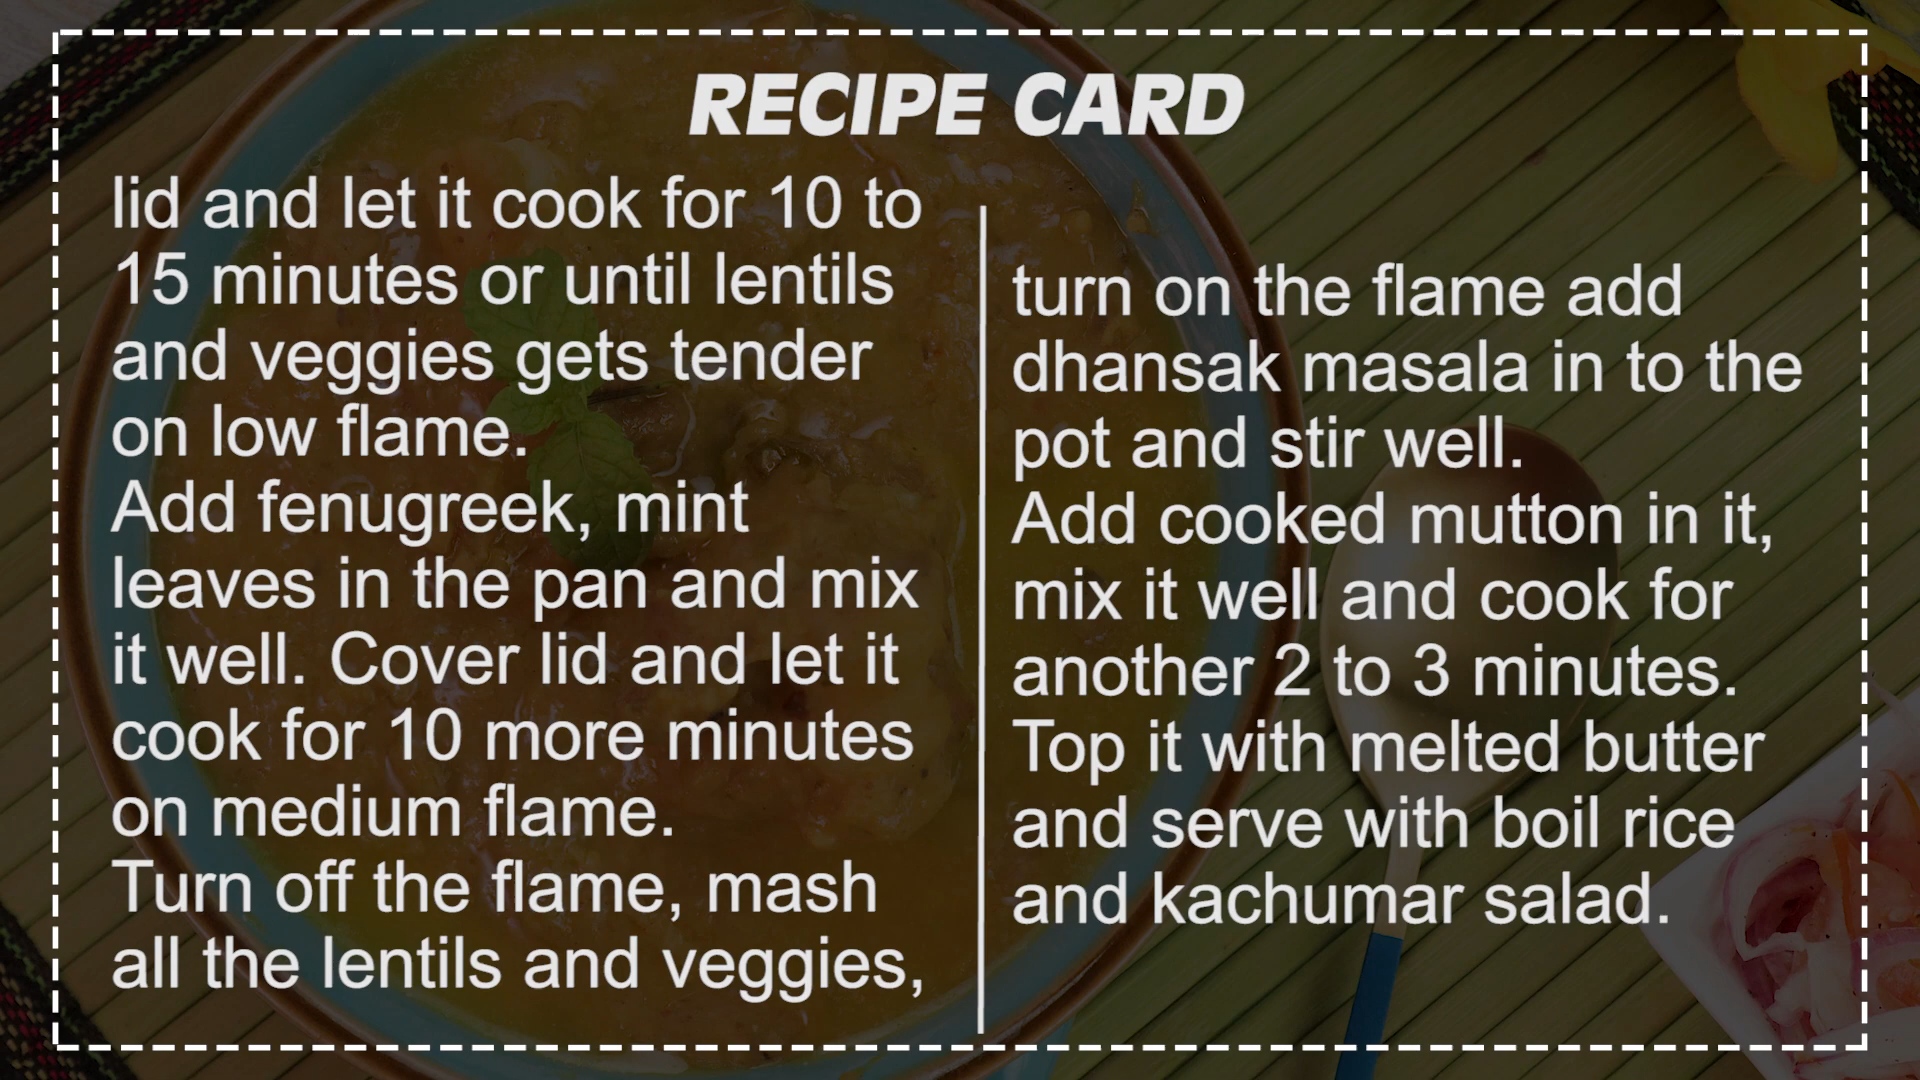 RECIPE CARD
lid and let it cook for 10 to
15 minutes or until lentils
and veggies gets tender
on low flame.
Add fenugreek, mint
leaves in the pan and mix
it well. Cover lid and let it
cook for 10 more minutes
on medium flame.
Turn off the flame, mash
all the lentils and veggies,
turn on the flame add
dhansak masala in to the
pot and stir well.
Add cooked mutton in it,
mix it well and cook for
another 2 to 3 minutes.
Top it with melted butter
and serve with boil rice
and kachumar salad.